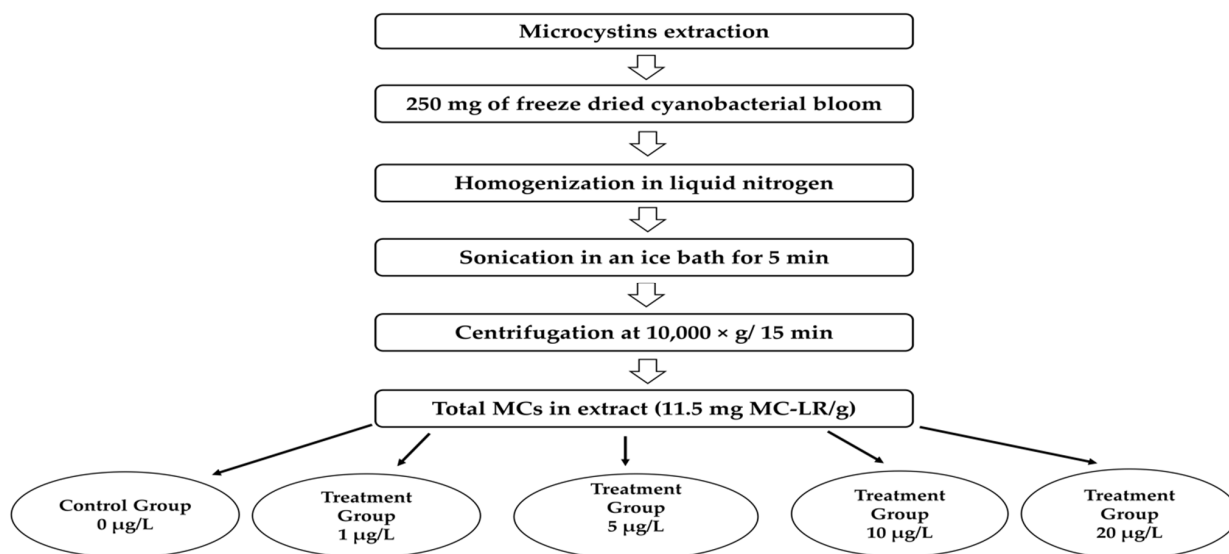 Microcystins extraction
250 mg of freeze dried cyanobacterial bloom
Homogenization in liquid nitrogen
Sonication in an ice bath for 5 min
Centrifugation at 10,000 × g/ 15 min
Total MCs in extract (11.5 mg MC-LR/g)
Control Group
0 µg/L
Treatment
Group
1 µg/L
Treatment
Group
5 µg/L
Treatment
Group
10 µg/L
Treatment
Group
20 µg/L